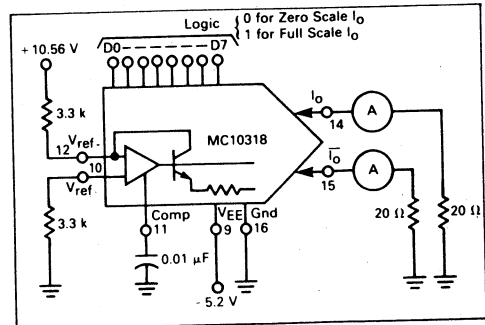 Logic { 0 for Zero Scale IO
1 for Full Scale IO
D0 D7
+10.56 V
3.3 k
Vref-
12
10
Vref
3.3 k
MC10318
IO
14
A
IO
15
A
Comp
11
VEE
9
Gnd
16
0.01 μF
-5.2 V
20 Ω
20 Ω